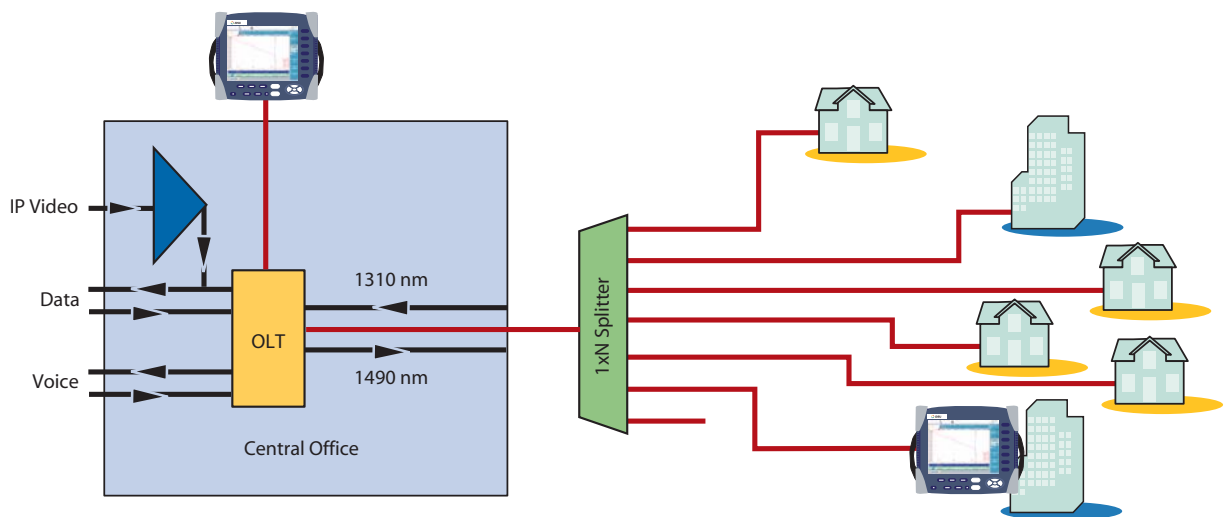 IP Video
Data
Voice
OLT
1310 nm
1490 nm
Central Office
1xN Splitter